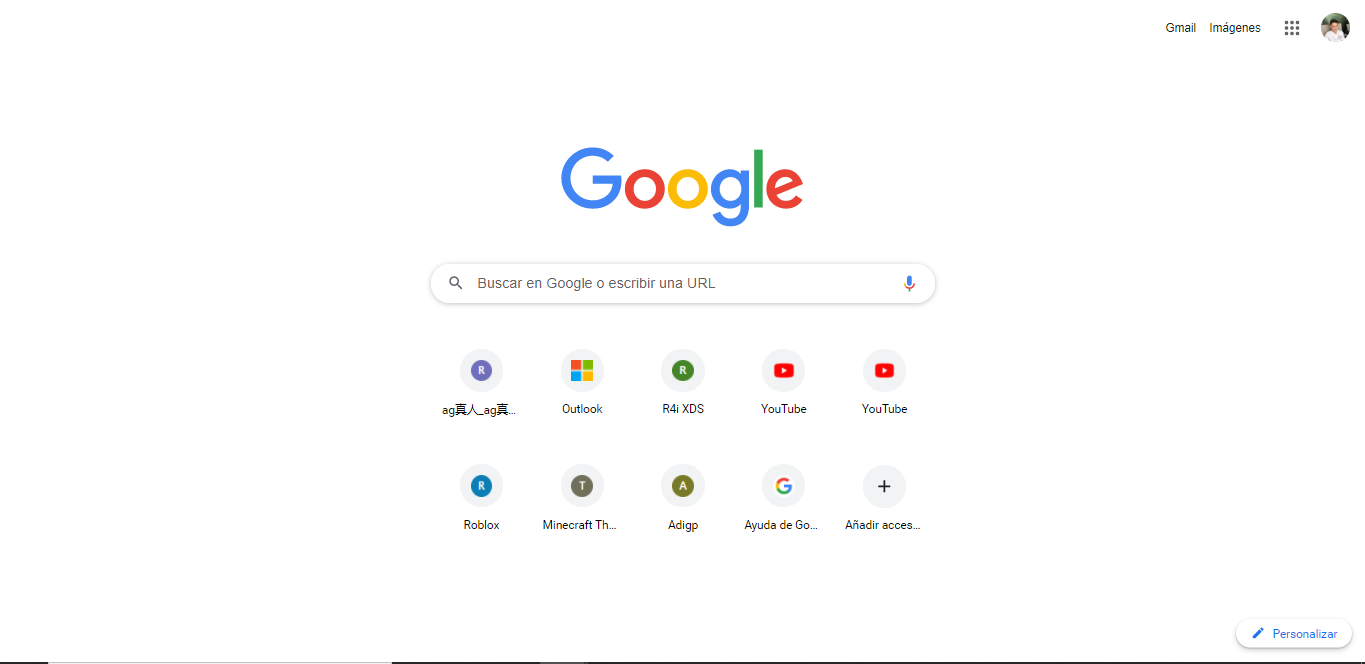 Gmail Imágenes
Google
Buscar en Google o escribir una URL
R R
ag真人_ag真... Outlook R4i XDS YouTube YouTube
R T A
Roblox Minecraft Th... Adigp Ayuda de Go... Añadir acces...
Personalizar